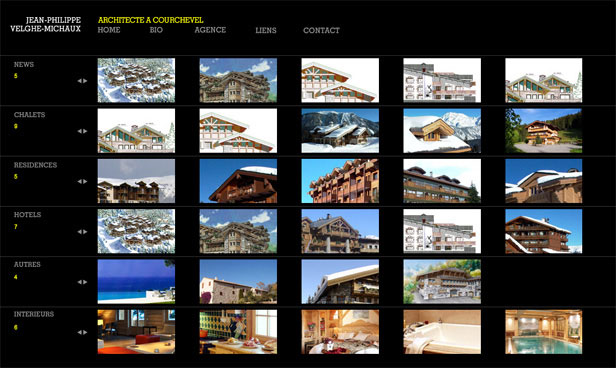 JEAN-PHILIPPE
VELGHE-MICHAUX
ARCHITECTE A COURCHEVEL
HOME BIO AGENCE LIENS CONTACT
NEWS
5
CHALETS
9
RESIDENCES
5
HOTELS
7
AUTRES
4
INTERIEURS
6